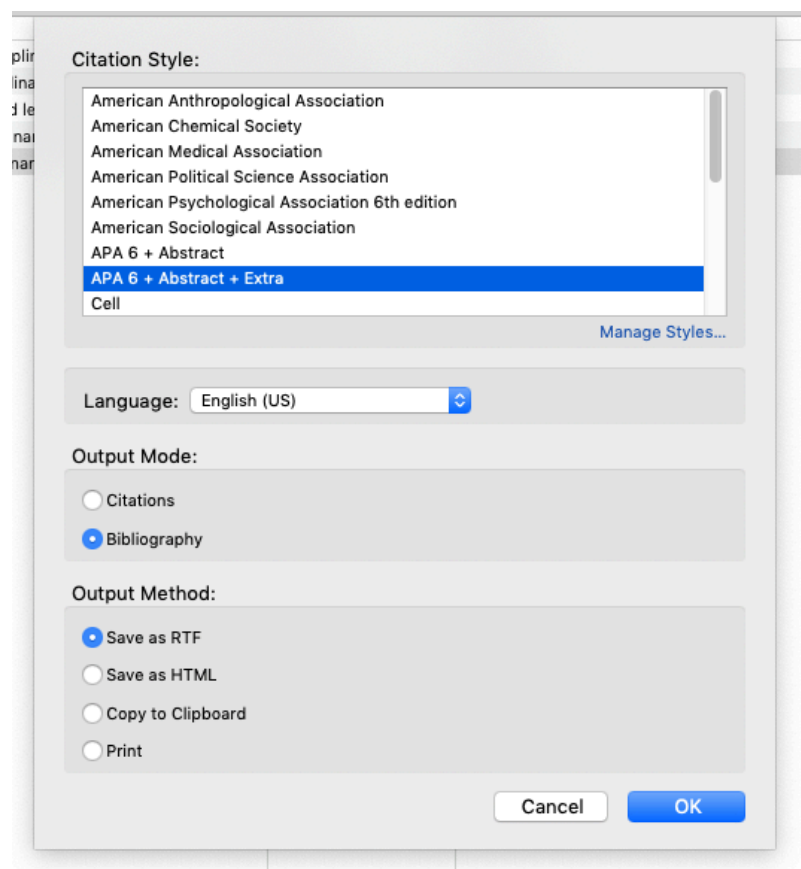 Citation Style:
American Anthropological Association
American Chemical Society
American Medical Association
American Political Science Association
American Psychological Association 6th edition
American Sociological Association
APA 6 + Abstract
APA 6 + Abstract + Extra
Cell
Manage Styles...
Language: English (US)
Output Mode:
Citations
Bibliography
Output Method:
Save as RTF
Save as HTML
Copy to Clipboard
Print
Cancel OK